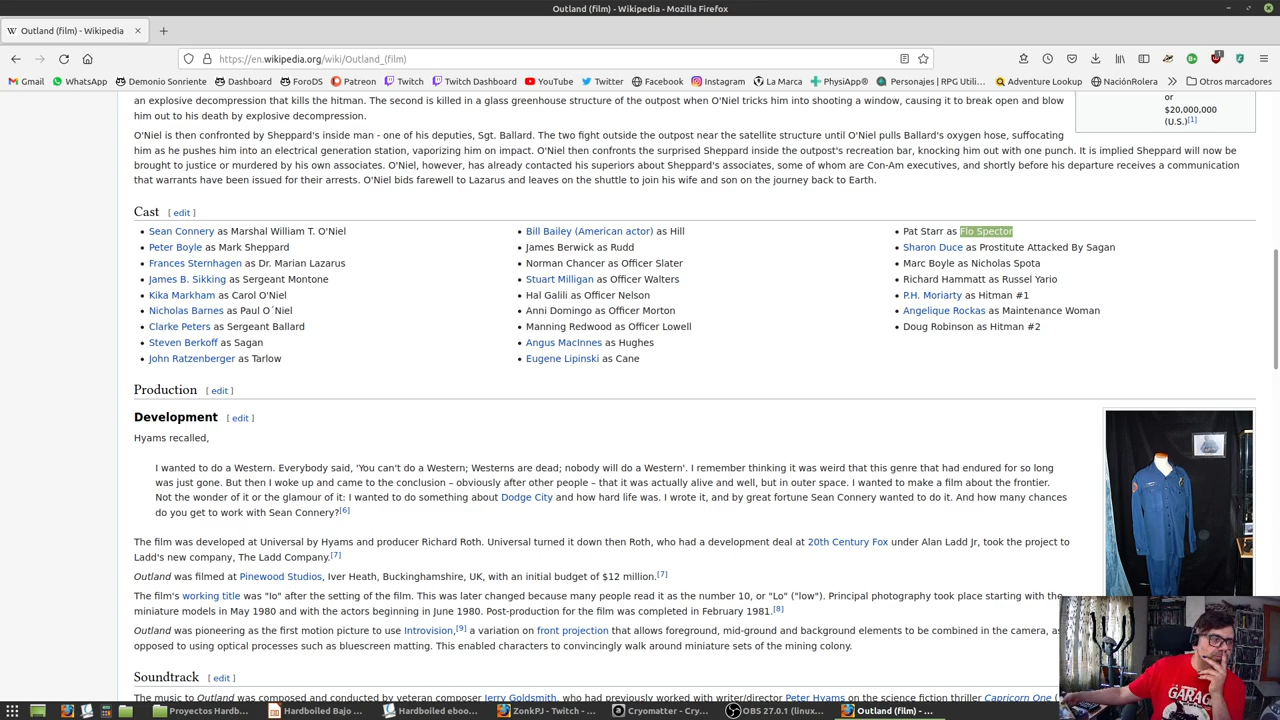 Outland (film) - Wikipedia - Mozilla Firefox
Outland (film) - Wikipedia
https://en.wikipedia.org/wiki/Outland_(film)
Gmail WhatsApp Demonio Sonriente Dashboard ForoDS Patreon Twitch Twitch Dashboard YouTube Twitter Facebook Instagram La Marca PhysiApp® Personajes | RPG Utili... Adventure Lookup NaciónRolera Otros marcadores
an explosive decompression that kills the hitman. The second is killed in a glass greenhouse structure of the outpost when O'Niel tricks him into shooting a window, causing it to break open and blow
him out to his death by explosive decompression.
or
$20,000,000
(U.S.)[1]
O'Niel is then confronted by Sheppard's inside man - one of his deputies, Sgt. Ballard. The two fight outside the outpost near the satellite structure until O'Niel pulls Ballard's oxygen hose, suffocating
him as he pushes him into an electrical generation station, vaporizing him on impact. O'Niel then confronts the surprised Sheppard inside the outpost's recreation bar, knocking him out with one punch. It is implied Sheppard will now be
brought to justice or murdered by his own associates. O'Niel, however, has already contacted his superiors about Sheppard's associates, some of whom are Con-Am executives, and shortly before his departure receives a communication
that warrants have been issued for their arrests. O'Niel bids farewell to Lazarus and leaves on the shuttle to join his wife and son on the journey back to Earth.
Cast [ edit ]
• Sean Connery as Marshal William T. O'Niel
• Peter Boyle as Mark Sheppard
• Frances Sternhagen as Dr. Marian Lazarus
• James B. Sikking as Sergeant Montone
• Kika Markham as Carol O'Niel
• Nicholas Barnes as Paul O´Niel
• Clarke Peters as Sergeant Ballard
• Steven Berkoff as Sagan
• John Ratzenberger as Tarlow
• Bill Bailey (American actor) as Hill
• James Berwick as Rudd
• Norman Chancer as Officer Slater
• Stuart Milligan as Officer Walters
• Hal Galili as Officer Nelson
• Anni Domingo as Officer Morton
• Manning Redwood as Officer Lowell
• Angus MacInnes as Hughes
• Eugene Lipinski as Cane
• Pat Starr as Flo Spector
• Sharon Duce as Prostitute Attacked By Sagan
• Marc Boyle as Nicholas Spota
• Richard Hammatt as Russel Yario
• P.H. Moriarty as Hitman #1
• Angelique Rockas as Maintenance Woman
• Doug Robinson as Hitman #2
Production [ edit ]
Development [ edit ]
Hyams recalled,
I wanted to do a Western. Everybody said, 'You can't do a Western; Westerns are dead; nobody will do a Western'. I remember thinking it was weird that this genre that had endured for so long
was just gone. But then I woke up and came to the conclusion – obviously after other people – that it was actually alive and well, but in outer space. I wanted to make a film about the frontier.
Not the wonder of it or the glamour of it: I wanted to do something about Dodge City and how hard life was. I wrote it, and by great fortune Sean Connery wanted to do it. And how many chances
do you get to work with Sean Connery?[6]
The film was developed at Universal by Hyams and producer Richard Roth. Universal turned it down then Roth, who had a development deal at 20th Century Fox under Alan Ladd Jr, took the project to
Ladd's new company, The Ladd Company.[7]
Outland was filmed at Pinewood Studios, Iver Heath, Buckinghamshire, UK, with an initial budget of $12 million.[7]
The film's working title was "Io" after the setting of the film. This was later changed because many people read it as the number 10, or "Lo" ("low"). Principal photography took place starting with the
miniature models in May 1980 and with the actors beginning in June 1980. Post-production for the film was completed in February 1981.[8]
Outland was pioneering as the first motion picture to use Introvision,[9] a variation on front projection that allows foreground, mid-ground and background elements to be combined in the camera, as
opposed to using optical processes such as bluescreen matting. This enabled characters to convincingly walk around miniature sets of the mining colony.
Soundtrack [ edit ]
The music to Outland was composed and conducted by veteran composer Jerry Goldsmith, who had previously worked with writer/director Peter Hyams on the science fiction thriller Capricorn One (
GARAG
Proyectos Hardb... Hardboiled Bajo ... Hardboiled eboo... ZonkPJ - Twitch - ... Cryomatter - Cr... OBS 27.0.1 (linux... Outland (film) - ...